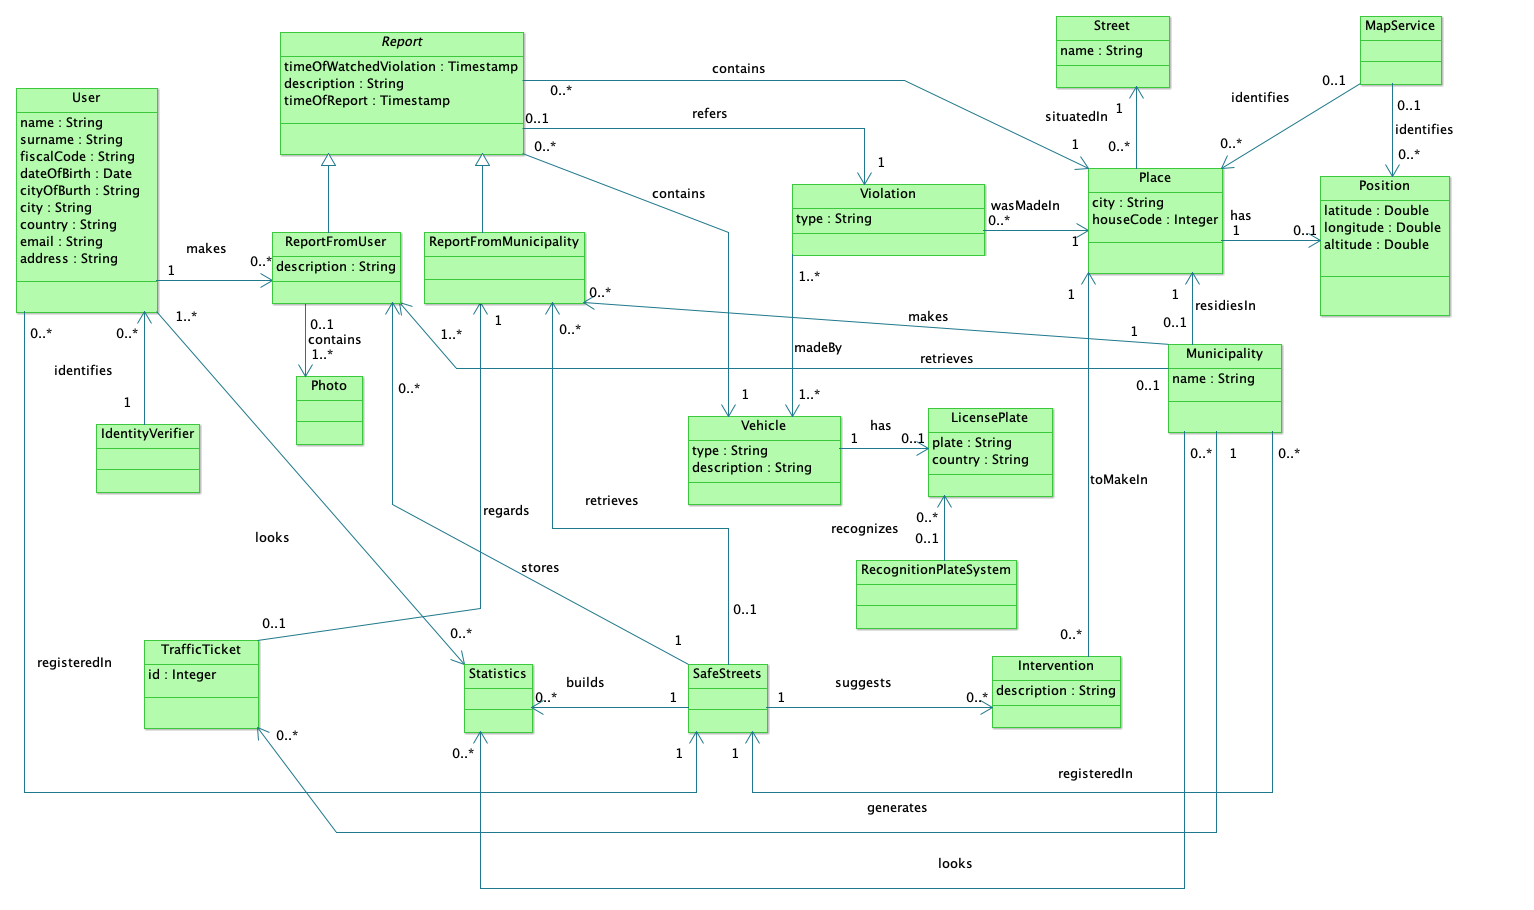 Street
name : String
MapService
Report
timeOfWatchedViolation : Timestamp
description : String
timeOfReport : Timestamp
contains
0..*
1
refers
0..1
1
0..*
contains
1
User
name : String
surname : String
fiscalCode : String
dateOfBirth : Date
cityOfBurth : String
city : String
country : String
email : String
address : String
situatedIn
1
0..*
identifies
0..1
0..*
0..1
identifies
0..*
Place
city : String
houseCode : Integer
has
1
0..1
Position
latitude : Double
longitude : Double
altitude : Double
Violation
type : String
wasMadeIn
0..*
1
makes
1
0..*
ReportFromUser
description : String
ReportFromMunicipality
1..*
madeBy
1..*
0..*
makes
1
1
residiesIn
0..1
1..*
retrieves
0..1
Municipality
name : String
0..1
contains
1..*
Photo
0..*
identifies
0..*
1
IdentityVerifier
1..*
looks
0..*
1
regards
0..1
0..*
retrieves
0..1
0..*
stores
1
Vehicle
type : String
description : String
has
1
0..1
LicensePlate
plate : String
country : String
0..*
recognizes
0..1
RecognitionPlateSystem
1
toMakeIn
0..*
0..*
1
0..*
registeredIn
TrafficTicket
id : Integer
0..*
Statistics
builds
0..*
1
SafeStreets
suggests
1
0..*
Intervention
description : String
0..*
1
1
registeredIn
generates
looks